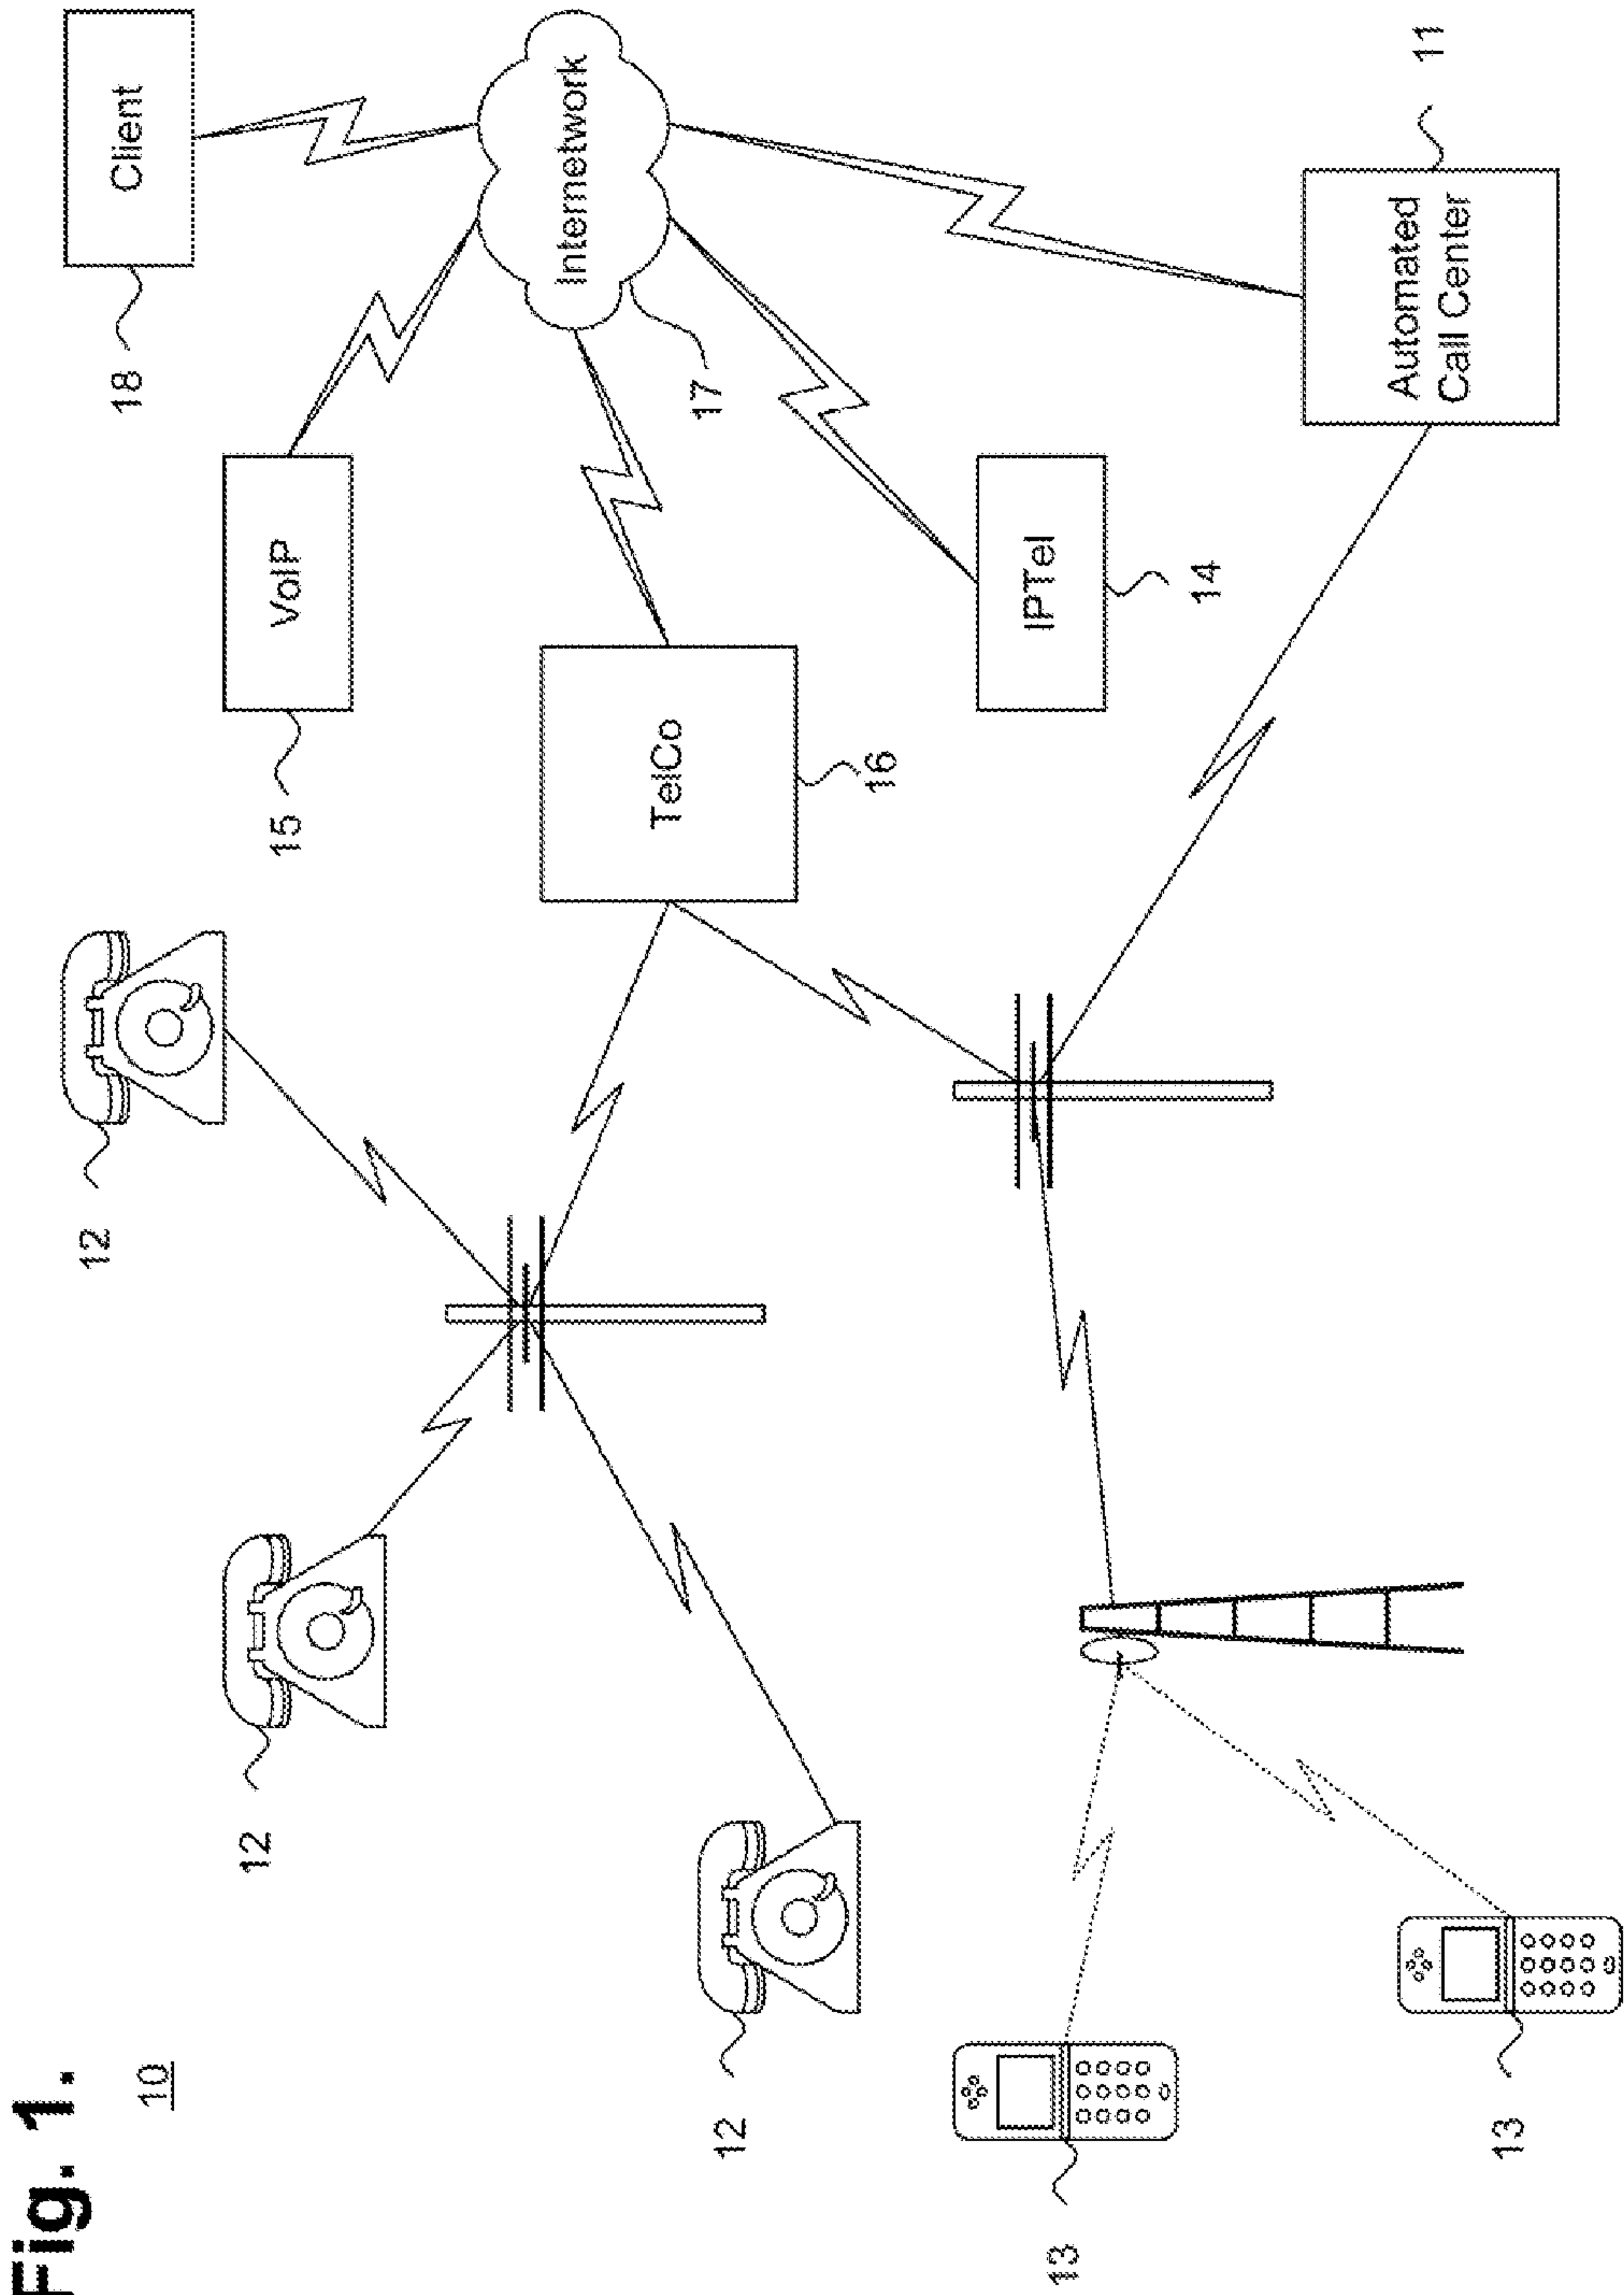 Fig. 1.
10
12
12
12
13
13
18
Client
15
VoIP
Internetwork
17
TelCo
16
IPTel
14
Automated
Call Center
11